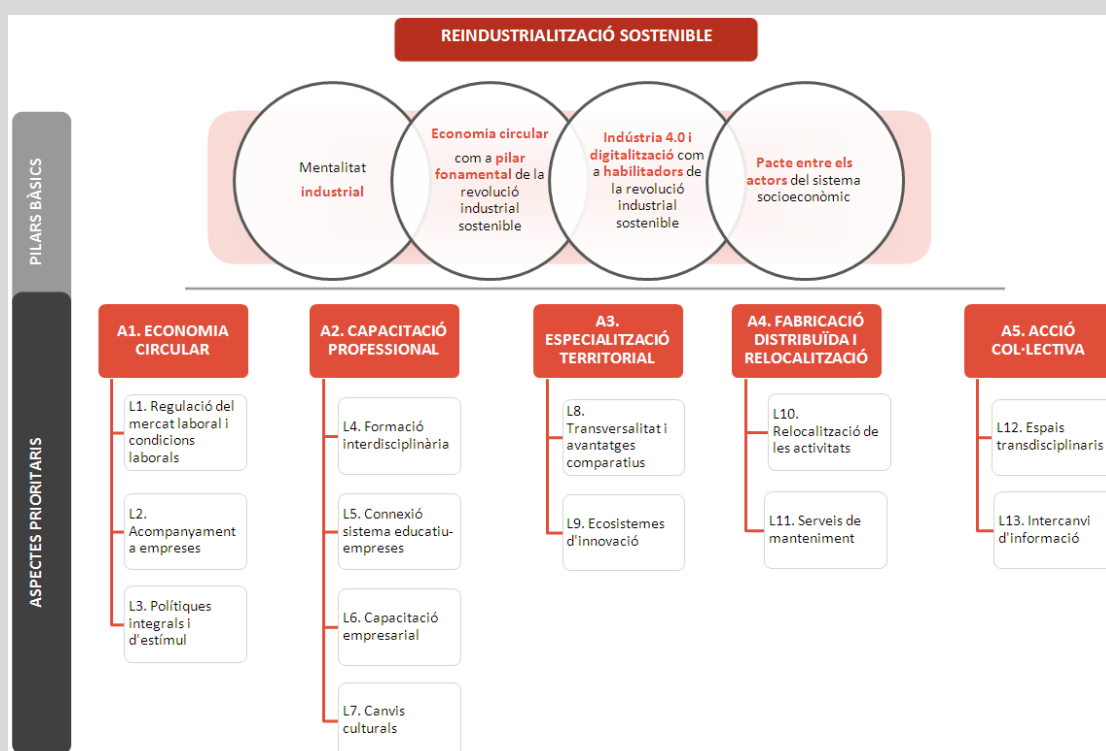 REINDUSTRIALITZACIÓ SOSTENIBLE
PILARS BÀSICS
Mentalitat
industrial
Economia circular
com a pilar
fonamental de la
revolució
industrial
sostenible
Indústria 4.0 i
digitalització com
a habilitadors de
la revolució
industrial
sostenible
Pacte entre els
actors del sistema
socioeconòmic
ASPECTES PRIORITARIS
A1. ECONOMIA
CIRCULAR
L1. Regulació del
mercat laboral i
condicions
laborals
L2.
Acompanyament
a empreses
L3. Polítiques
integrals i
d'estímul
A2. CAPACITACIÓ
PROFESSIONAL
L4. Formació
interdisciplinària
L5. Connexió
sistema educatiu-
empreses
L6. Capacitació
empresarial
L7. Canvis
culturals
A3.
ESPECIALITZACIÓ
TERRITORIAL
L8.
Transversalitat i
avantatges
comparatius
L9. Ecosistemes
d'innovació
A4. FABRICACIÓ
DISTRIBUÏDA I
RELOCALITZACIÓ
L10.
Relocalització de
les activitats
L11. Serveis de
manteniment
A5. ACCIÓ
COL·LECTIVA
L12. Espais
transdisciplinaris
L13. Intercanvi
d'informació